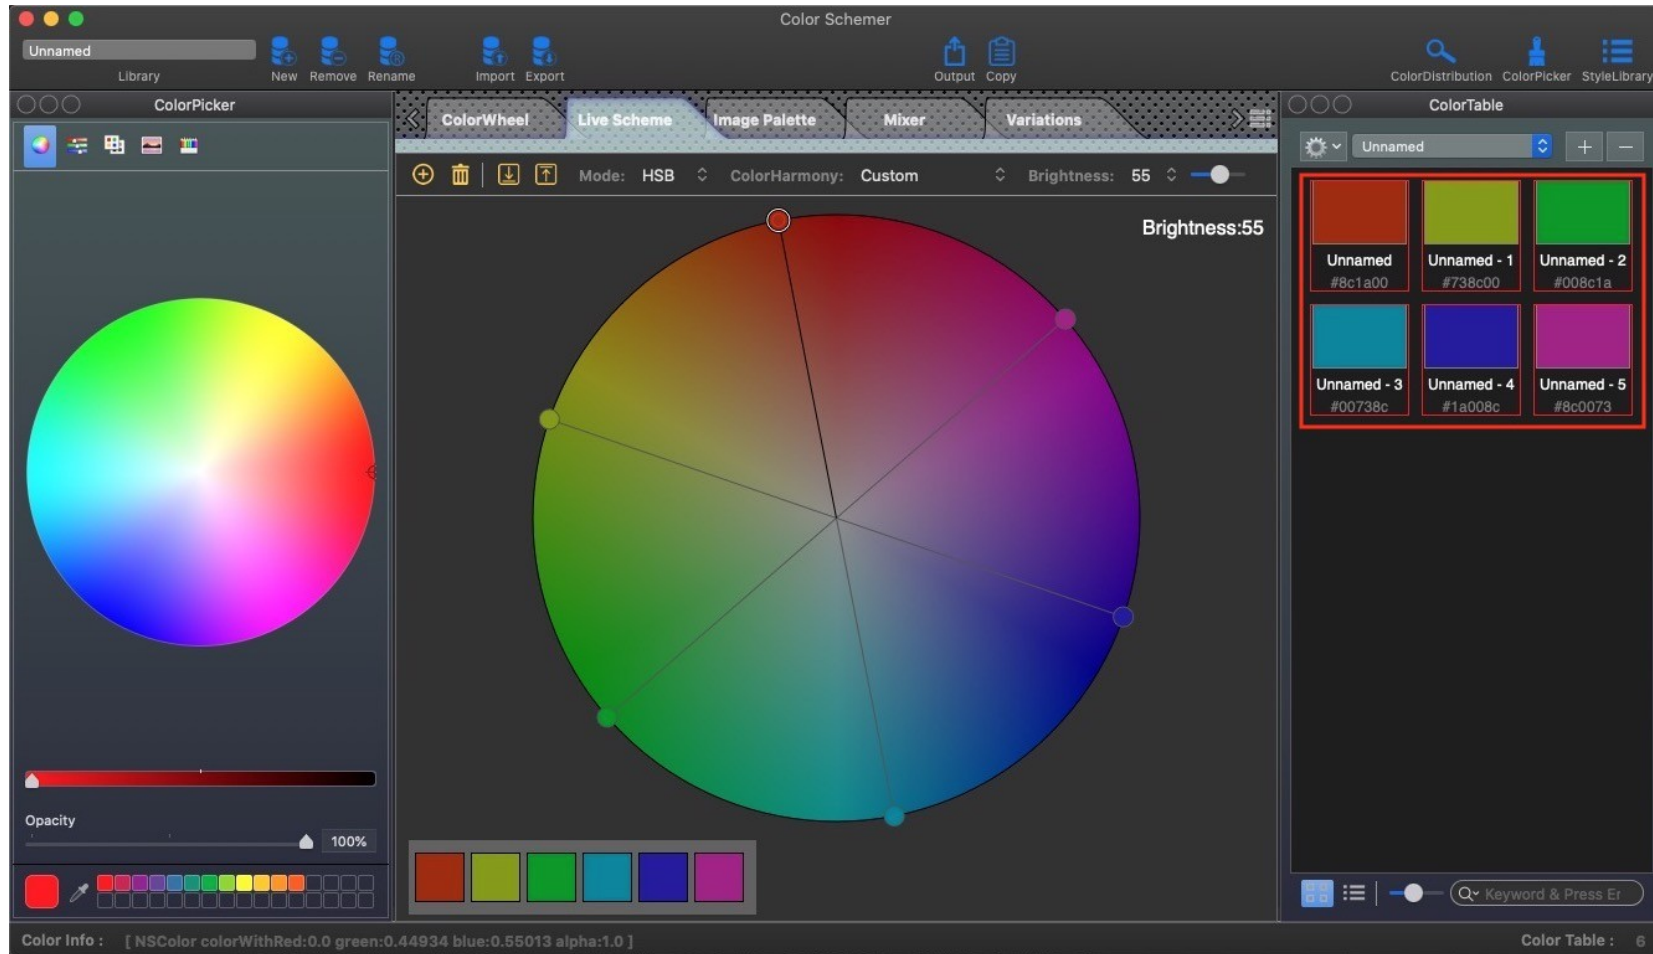 Color Schemer
Unnamed
Library
New Remove Rename Import Export
Output Copy
ColorDistribution ColorPicker StyleLibrary
ColorPicker
ColorWheel Live Scheme Image Palette Mixer Variations
ColorTable
Mode: HSB ColorHarmony: Custom Brightness: 55
Unnamed
Brightness:55
Unnamed Unnamed - 1 Unnamed - 2
#8c1a00 #738c00 #008c1a
Unnamed - 3 Unnamed - 4 Unnamed - 5
#00738c #1a008c #8c0073
Opacity
100%
Keyword & Press Er
Color Info : [ NSColor colorWithRed:0.0 green:0.44934 blue:0.55013 alpha:1.0 ]
Color Table : 6